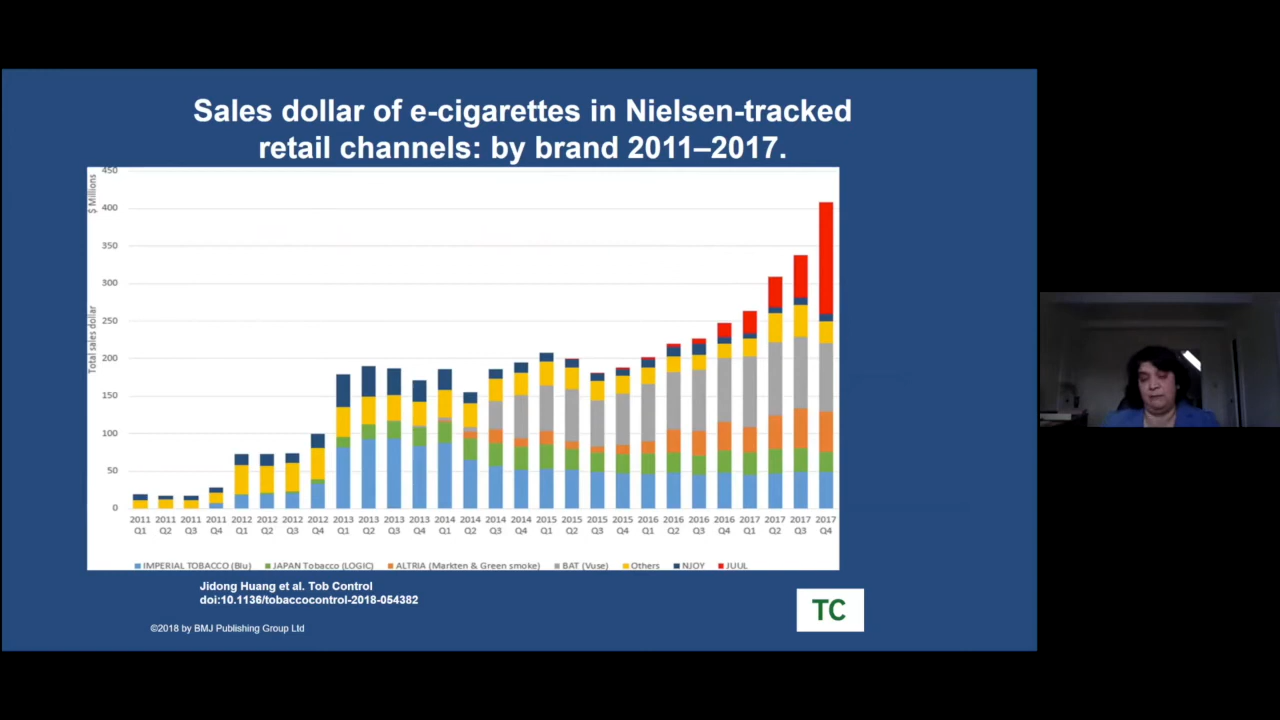 Sales dollar of e-cigarettes in Nielsen-tracked
retail channels: by brand 2011–2017.
$ Millions
Total sales dollar
450
400
350
300
250
200
150
100
50
0
2011 2011 2011 2011 2012 2012 2012 2012 2013 2013 2013 2013 2014 2014 2014 2014 2015 2015 2015 2015 2016 2016 2016 2016 2017 2017 2017 2017
Q1 Q2 Q3 Q4 Q1 Q2 Q3 Q4 Q1 Q2 Q3 Q4 Q1 Q2 Q3 Q4 Q1 Q2 Q3 Q4 Q1 Q2 Q3 Q4 Q1 Q2 Q3 Q4
IMPERIAL TOBACCO (Blu) JAPAN Tobacco (LOGIC) ALTRIA (Markten & Green smoke) BAT (Vuse) Others NJOY JUUL
Jidong Huang et al. Tob Control
doi:10.1136/tobaccocontrol-2018-054382
TC
©2018 by BMJ Publishing Group Ltd